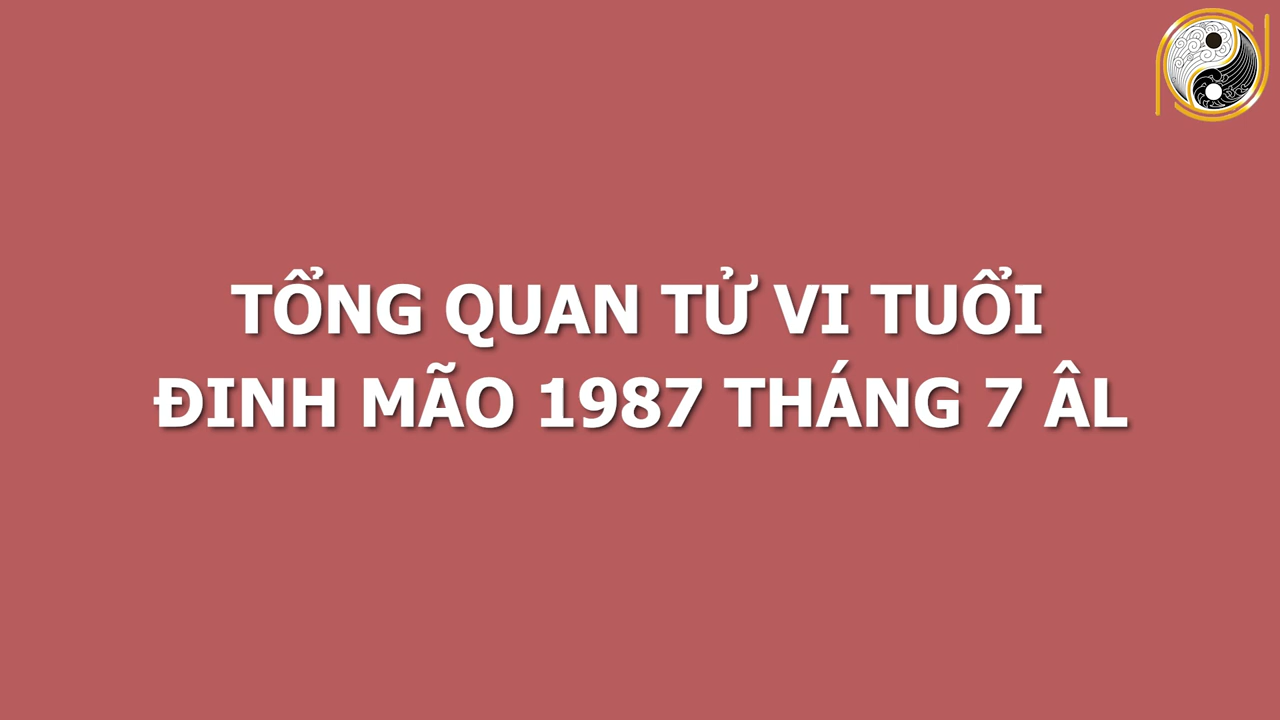 TỔNG QUAN TỬ VI TUỔI
ĐINH MÃO 1987 THÁNG 7 ÂL